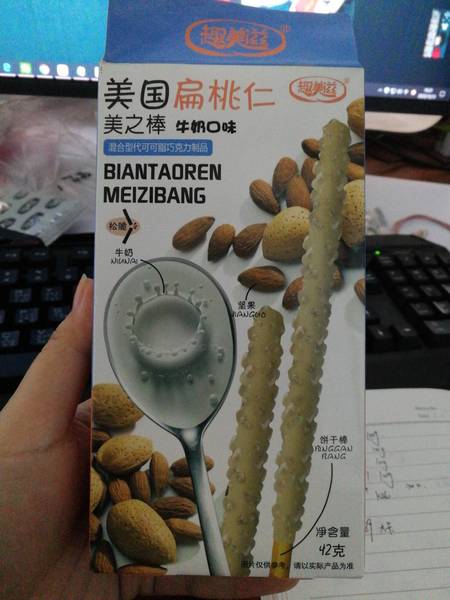 趣美滋
美国扁桃仁
趣美滋
美之棒 牛奶口味
混合型代可可脂巧克力制品
BIANTAOREN
MEIZIBANG
松脆
牛奶
NIUNAI
坚果
JIANGUO
饼干棒
BINGGAN
BANG
净含量
42克
图片仅供参考,请以实际产品为准